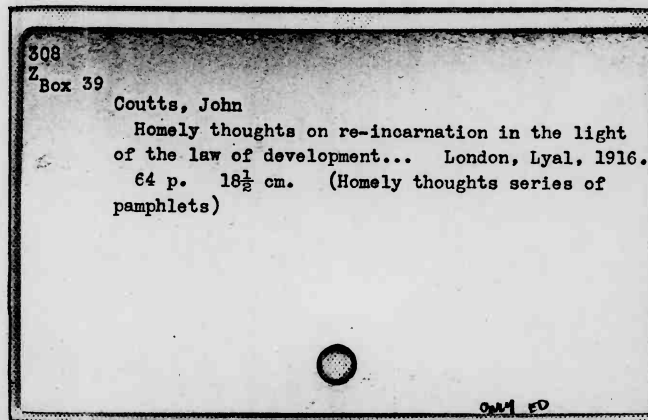 308
Z
Box 39
Coutts, John
Homely thoughts on re-incarnation in the light
of the law of development... London, Lyal, 1916.
64 p. 18½ cm. (Homely thoughts series of
pamphlets)
ED